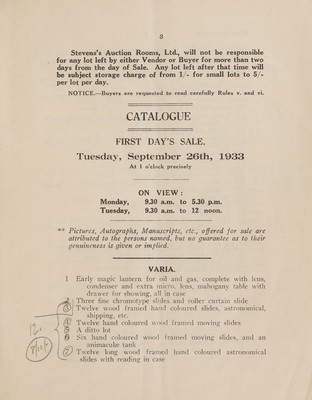 3
Stevens's Auction Rooms, Ltd., will not be responsible
for any lot left by either Vendor or Buyer for more than two
days from the day of Sale. Any lot left after that time will
be subject storage charge of from 1/- for small lots to 5/-
per lot per day.
NOTICE.—Buyers are requested to read carefully Rules v. and vi.
CATALOGUE
FIRST DAY'S SALE.
Tuesday, September 26th, 1933
At 1 o'clock precisely
ON VIEW:
Monday, 9.30 a.m. to 5.30 p.m.
Tuesday, 9.30 a.m. to 12 noon.
** Pictures, Autographs, Manuscripts, etc., offered for sale are
attributed to the persons named, but no guarantee as to their
genuineness is given or implied.
VARIA.
1 Early magic lantern for oil and gas, complete with lens,
condenser and extra micro. lens, mahogany table with
drawer for showing, all in case
2 Three fine chromotype slides and roller curtain slide
3 Twelve wood framed hand coloured slides, astronomical,
shipping, etc.
4 Twelve hand coloured wood framed moving slides
5 A ditto lot
6 Six hand coloured wood framed moving slides, and an
animacule tank
7 Twelve long wood framed hand coloured astronomical
slides with reading in case